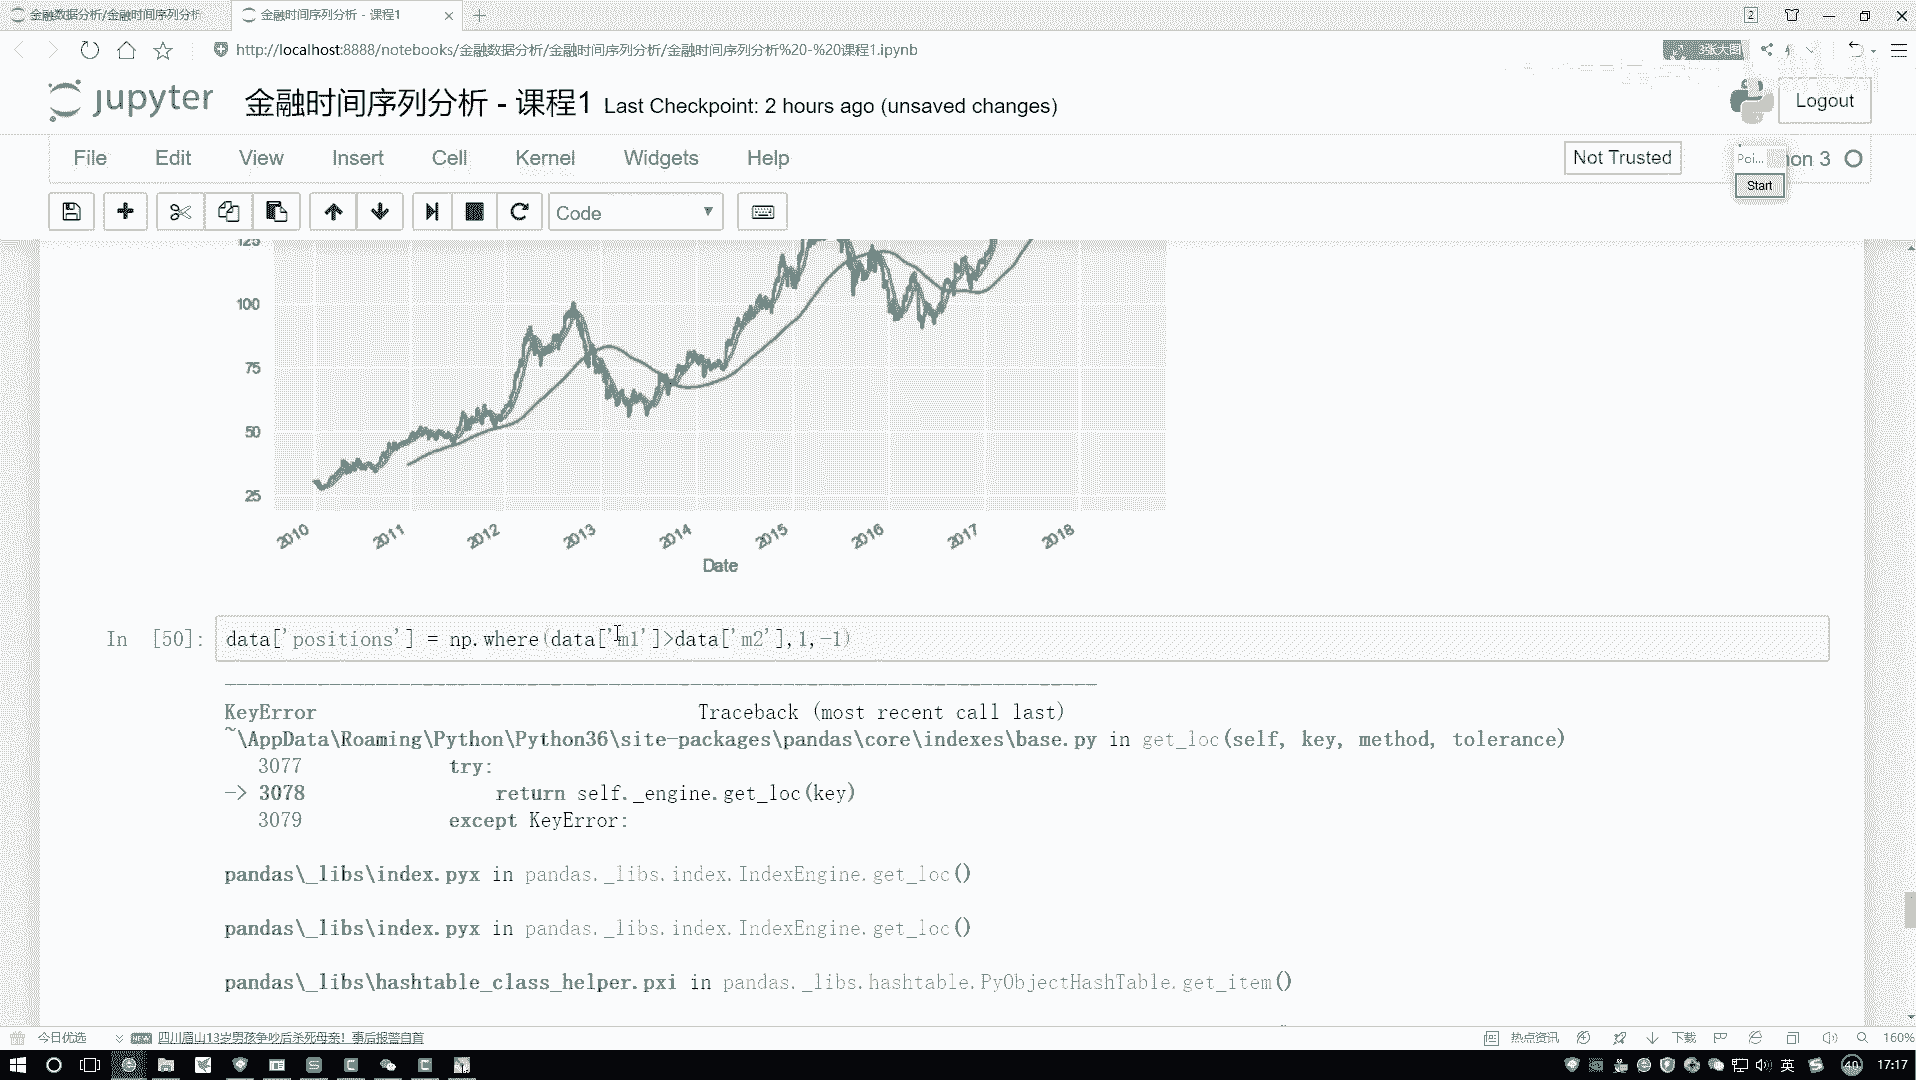 金融数据分析/金融时间序列分析
金融时间序列分析 - 课程1
http://localhost:8888/notebooks/金融数据分析/金融时间序列分析/金融时间序列分析%20-%20课程1.ipynb
3张大图
2
jupyter
金融时间序列分析 - 课程1 Last Checkpoint: 2 hours ago (unsaved changes)
Logout
File Edit View Insert Cell Kernel Widgets Help
Not Trusted
Poi...
on 3
Start
Code
125
100
75
50
25
2010 2011 2012 2013 2014 2015 2016 2017 2018
Date
In [50]: data['positions'] = np.where(data['m1']>data['m2'],1,-1)
KeyError Traceback (most recent call last)
~\AppData\Roaming\Python\Python36\site-packages\pandas\core\indexes\base.py in get_loc(self, key, method, tolerance)
3077 try:
-> 3078 return self._engine.get_loc(key)
3079 except KeyError:
pandas\_libs\index.pyx in pandas._libs.index.IndexEngine.get_loc()
pandas\_libs\index.pyx in pandas._libs.index.IndexEngine.get_loc()
pandas\_libs\hashtable_class_helper.pxi in pandas._libs.hashtable.PyObjectHashTable.get_item()
今日优选
四川眉山13岁男孩争吵后杀死母亲！事后报警自首
热点资讯
下载
160%
英
40
17:17